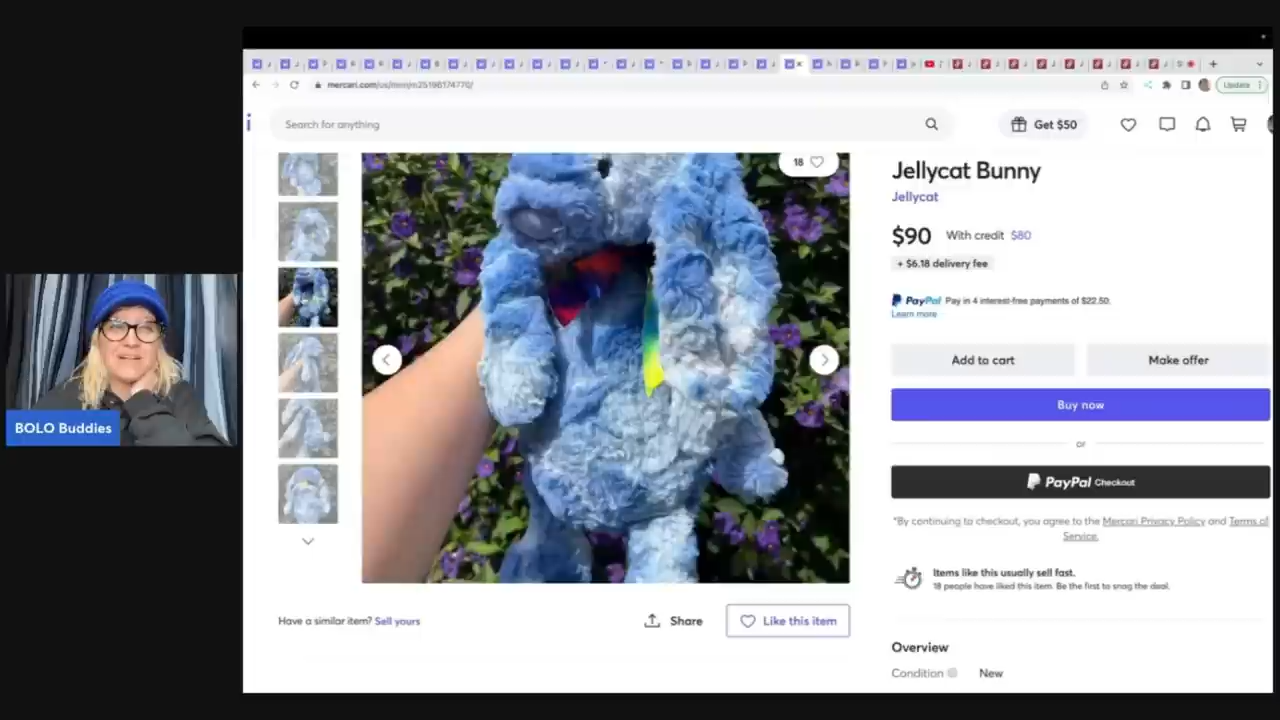 mercari.com/us/item/m25196174770/
Update
Search for anything
Get $50
18
Jellycat Bunny
Jellycat
$90 With credit $80
+ $6.18 delivery fee
PayPal Pay in 4 interest-free payments of $22.50.
Learn more
Add to cart
Make offer
Buy now
or
PayPal Checkout
*By continuing to checkout, you agree to the Mercari Privacy Policy and Terms of
Service.
Items like this usually sell fast.
18 people have liked this item. Be the first to snag the deal.
Have a similar item? Sell yours
Share
Like this item
Overview
Condition New
BOLO Buddies